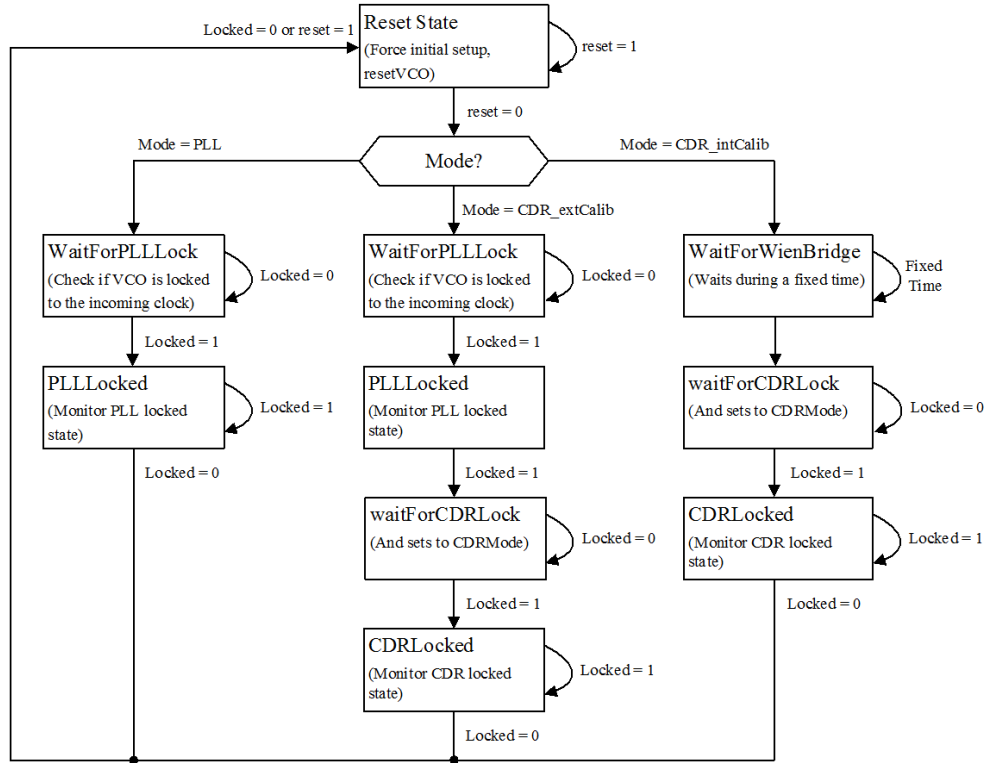 Locked = 0 or reset = 1
Reset State
(Force initial setup,
resetVCO)
reset = 1
reset = 0
Mode = PLL
Mode?
Mode = CDR_intCalib
Mode = CDR_extCalib
WaitForPLLLock
(Check if VCO is locked
to the incoming clock)
Locked = 0
WaitForPLLLock
(Check if VCO is locked
to the incoming clock)
Locked = 0
WaitForWienBridge
(Waits during a fixed time)
Fixed
Time
Locked = 1
Locked = 1
PLLLocked
(Monitor PLL locked
state)
Locked = 1
PLLLocked
(Monitor PLL locked
state)
waitForCDRLock
(And sets to CDRMode)
Locked = 0
Locked = 0
Locked = 1
Locked = 1
waitForCDRLock
(And sets to CDRMode)
Locked = 0
CDRLocked
(Monitor CDR locked
state)
Locked = 1
Locked = 1
Locked = 0
CDRLocked
(Monitor CDR locked
state)
Locked = 1
Locked = 0